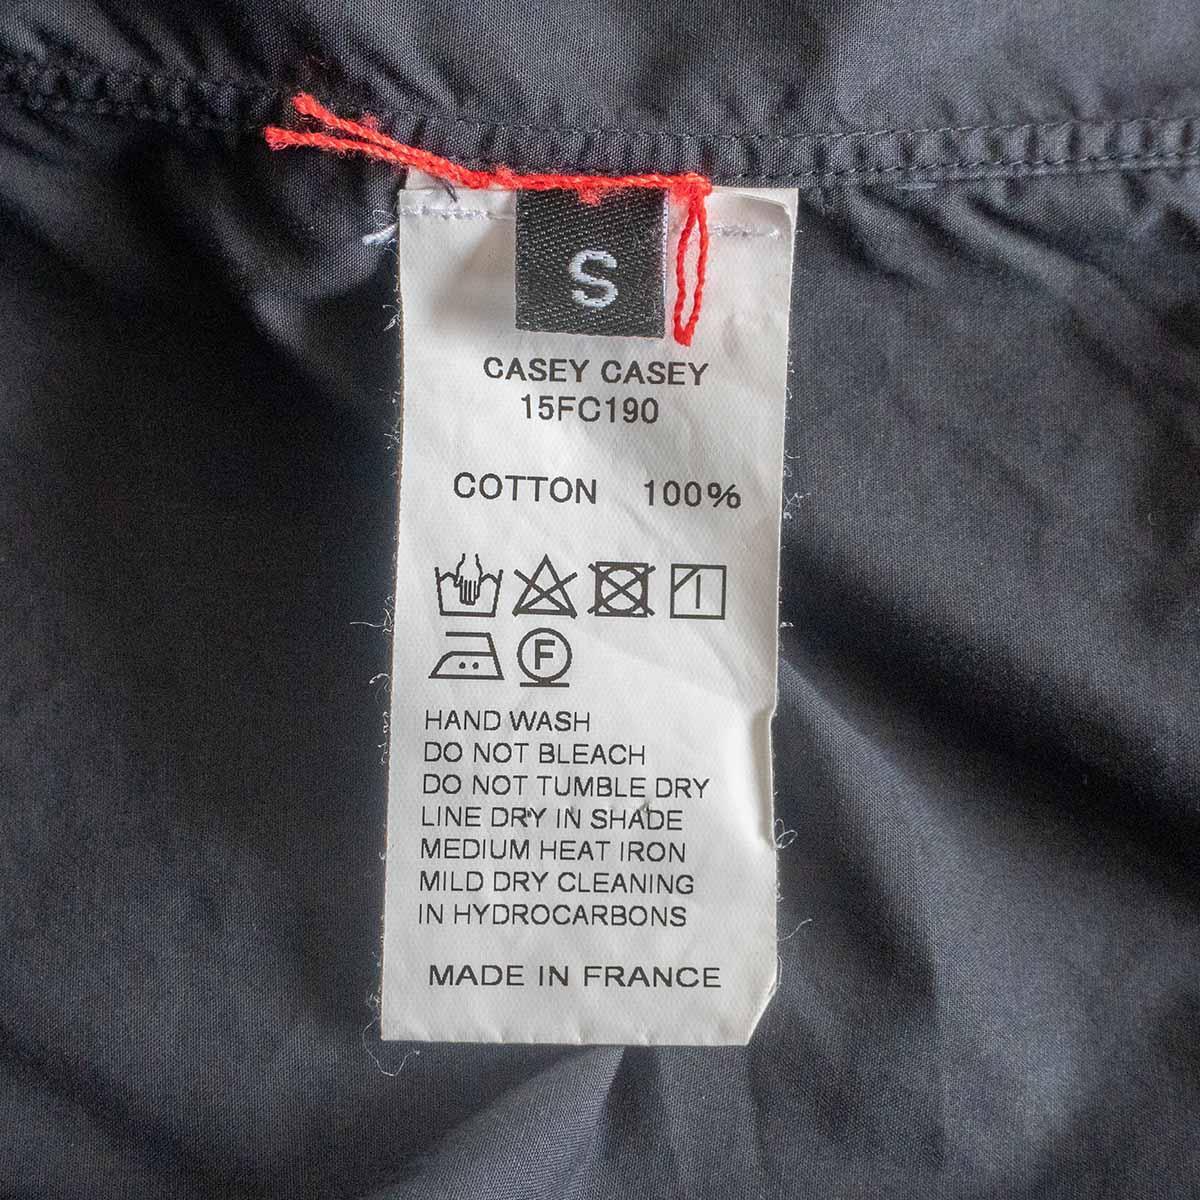 S
CASEY CASEY
15FC190
COTTON 100%
F
HAND WASH
DO NOT BLEACH
DO NOT TUMBLE DRY
LINE DRY IN SHADE
MEDIUM HEAT IRON
MILD DRY CLEANING
IN HYDROCARBONS
MADE IN FRANCE